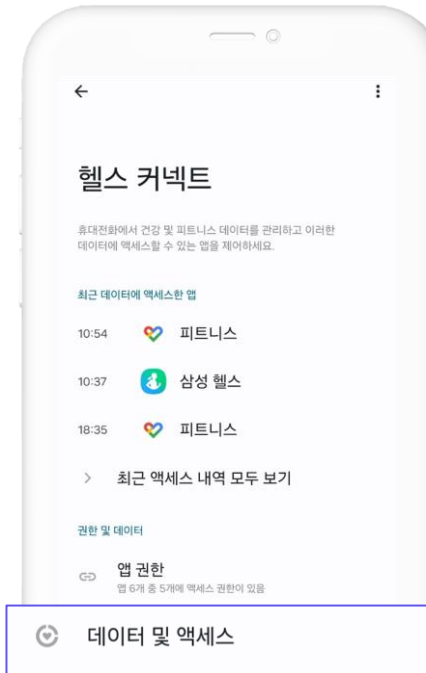 헬스 커넥트
휴대전화에서 건강 및 피트니스 데이터를 관리하고 이러한
데이터에 액세스할 수 있는 앱을 제어하세요.
최근 데이터에 액세스한 앱
10:54 피트니스
10:37 삼성 헬스
18:35 피트니스
최근 액세스 내역 모두 보기
권한 및 데이터
앱 권한
앱 6개 중 5개에 액세스 권한이 있음
데이터 및 액세스